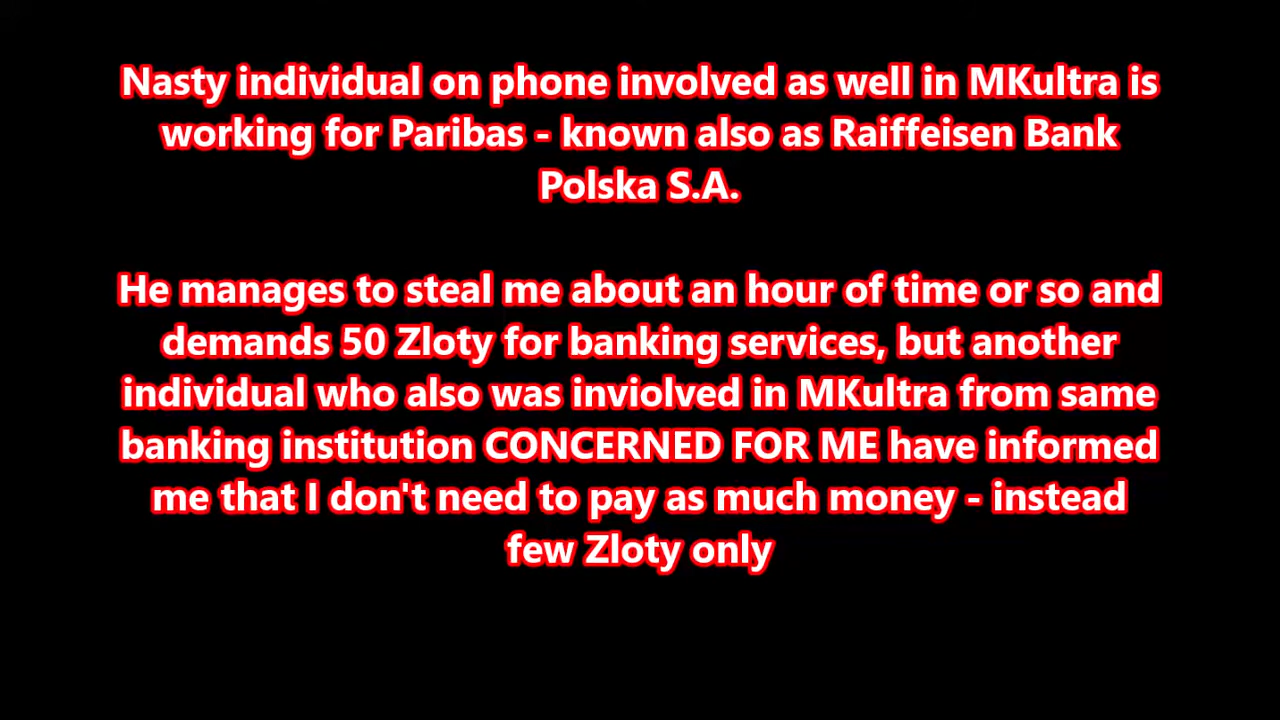 Nasty individual on phone involved as well in MKultra is
working for Paribas - known also as Raiffeisen Bank
Polska S.A.
He manages to steal me about an hour of time or so and
demands 50 Zloty for banking services, but another
individual who also was inviolved in MKultra from same
banking institution CONCERNED FOR ME have informed
me that I don't need to pay as much money - instead
few Zloty only